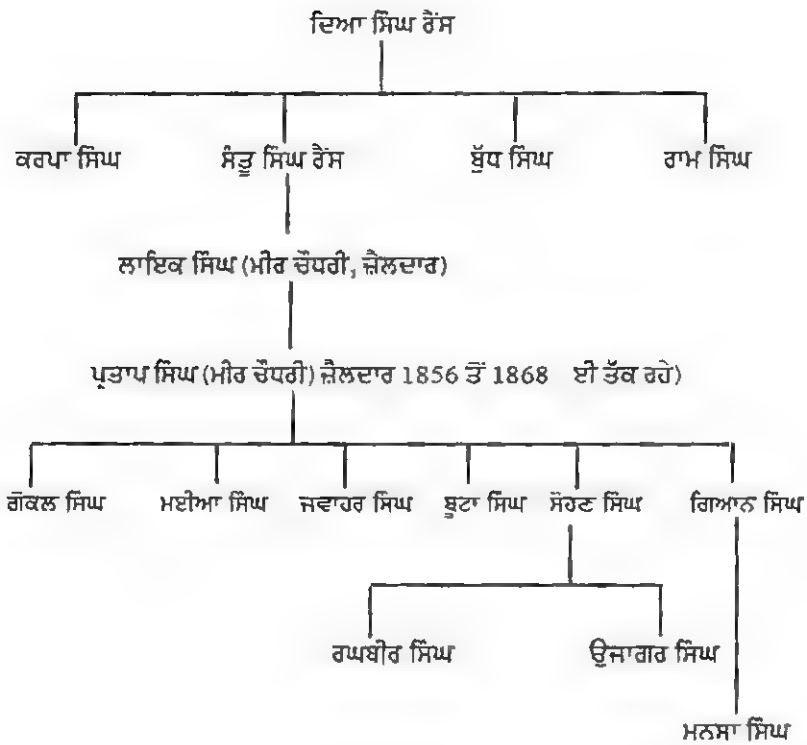 ਦਿਆ ਸਿੰਘ ਰੈਂਸ
ਕਰਪਾ ਸਿੰਘ ਸੰਤੂ ਸਿੰਘ ਰੈਂਸ ਬੁੱਧ ਸਿੰਘ ਰਾਮ ਸਿੰਘ
ਲਾਇਕ ਸਿੰਘ (ਮੀਰ ਚੌਧਰੀ, ਜ਼ੈਲਦਾਰ)
ਪ੍ਰਤਾਪ ਸਿੰਘ (ਮੀਰ ਚੌਧਰੀ) ਜ਼ੈਲਦਾਰ 1856 ਤੋਂ 1868 ਈ ਤੱਕ ਰਹੇ)
ਗੋਕਲ ਸਿੰਘ ਮਈਆ ਸਿੰਘ ਜਵਾਹਰ ਸਿੰਘ ਬੂਟਾ ਸਿੰਘ ਸੋਹਣ ਸਿੰਘ ਗਿਆਨ ਸਿੰਘ
ਰਘਬੀਰ ਸਿੰਘ ਉਜਾਗਰ ਸਿੰਘ
ਮਨਸਾ ਸਿੰਘ